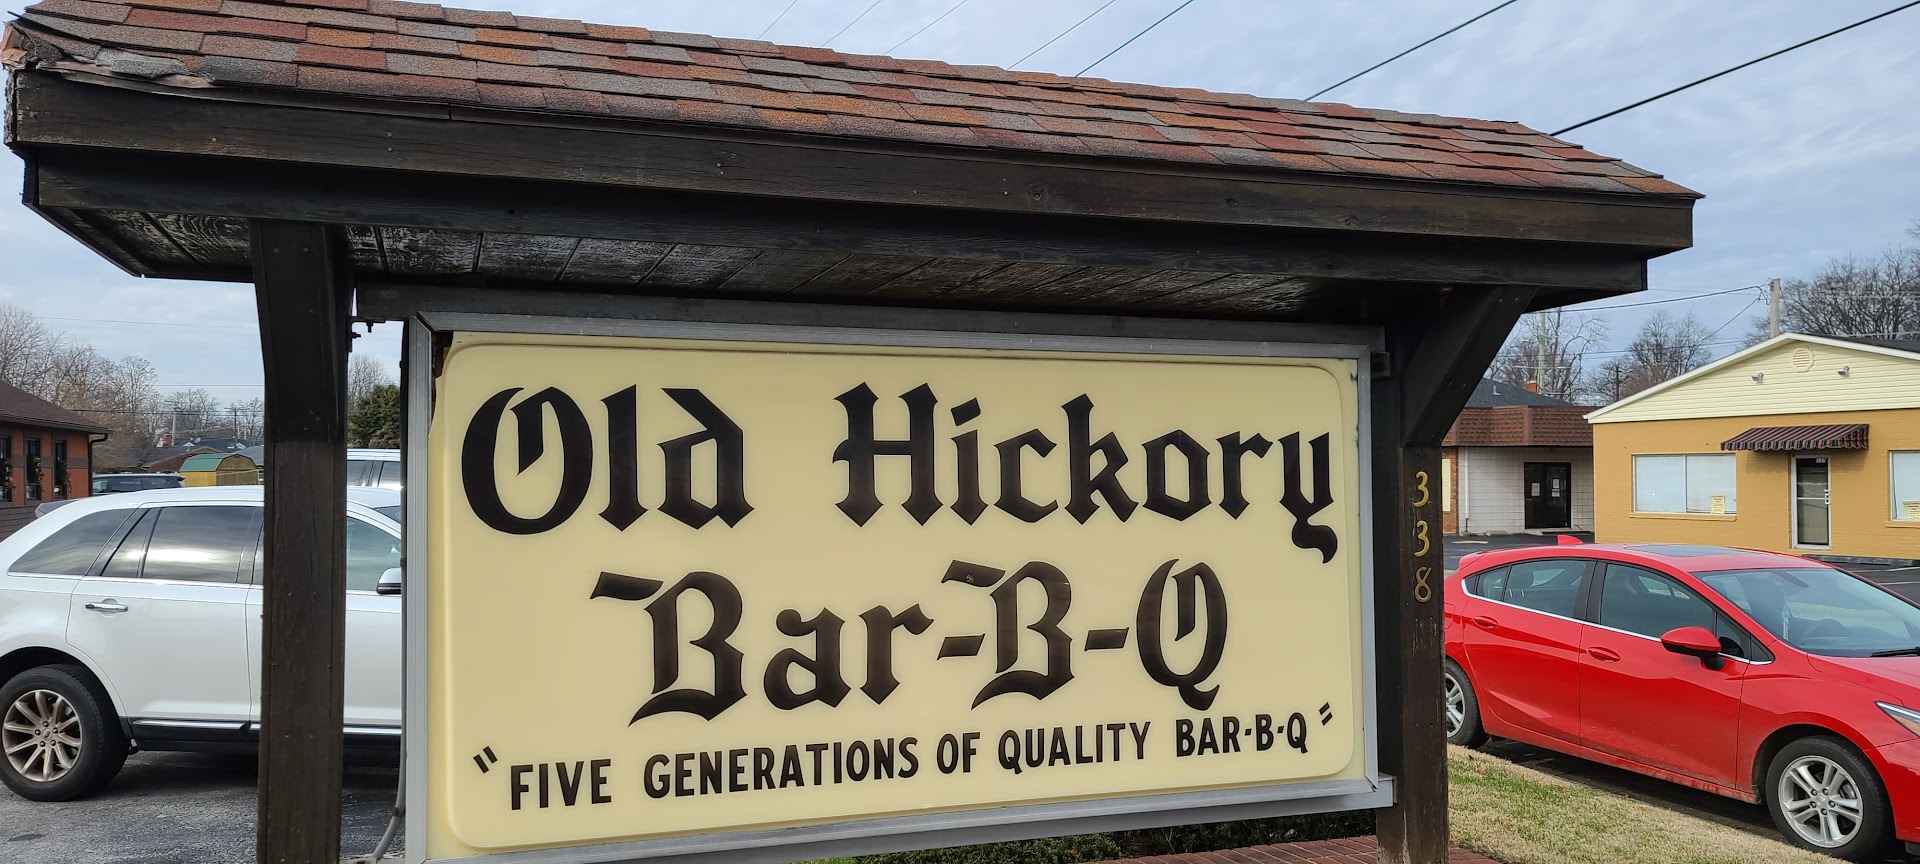 Old Hickory
Bar-B-Q
"FIVE GENERATIONS OF QUALITY BAR-B-Q"
338